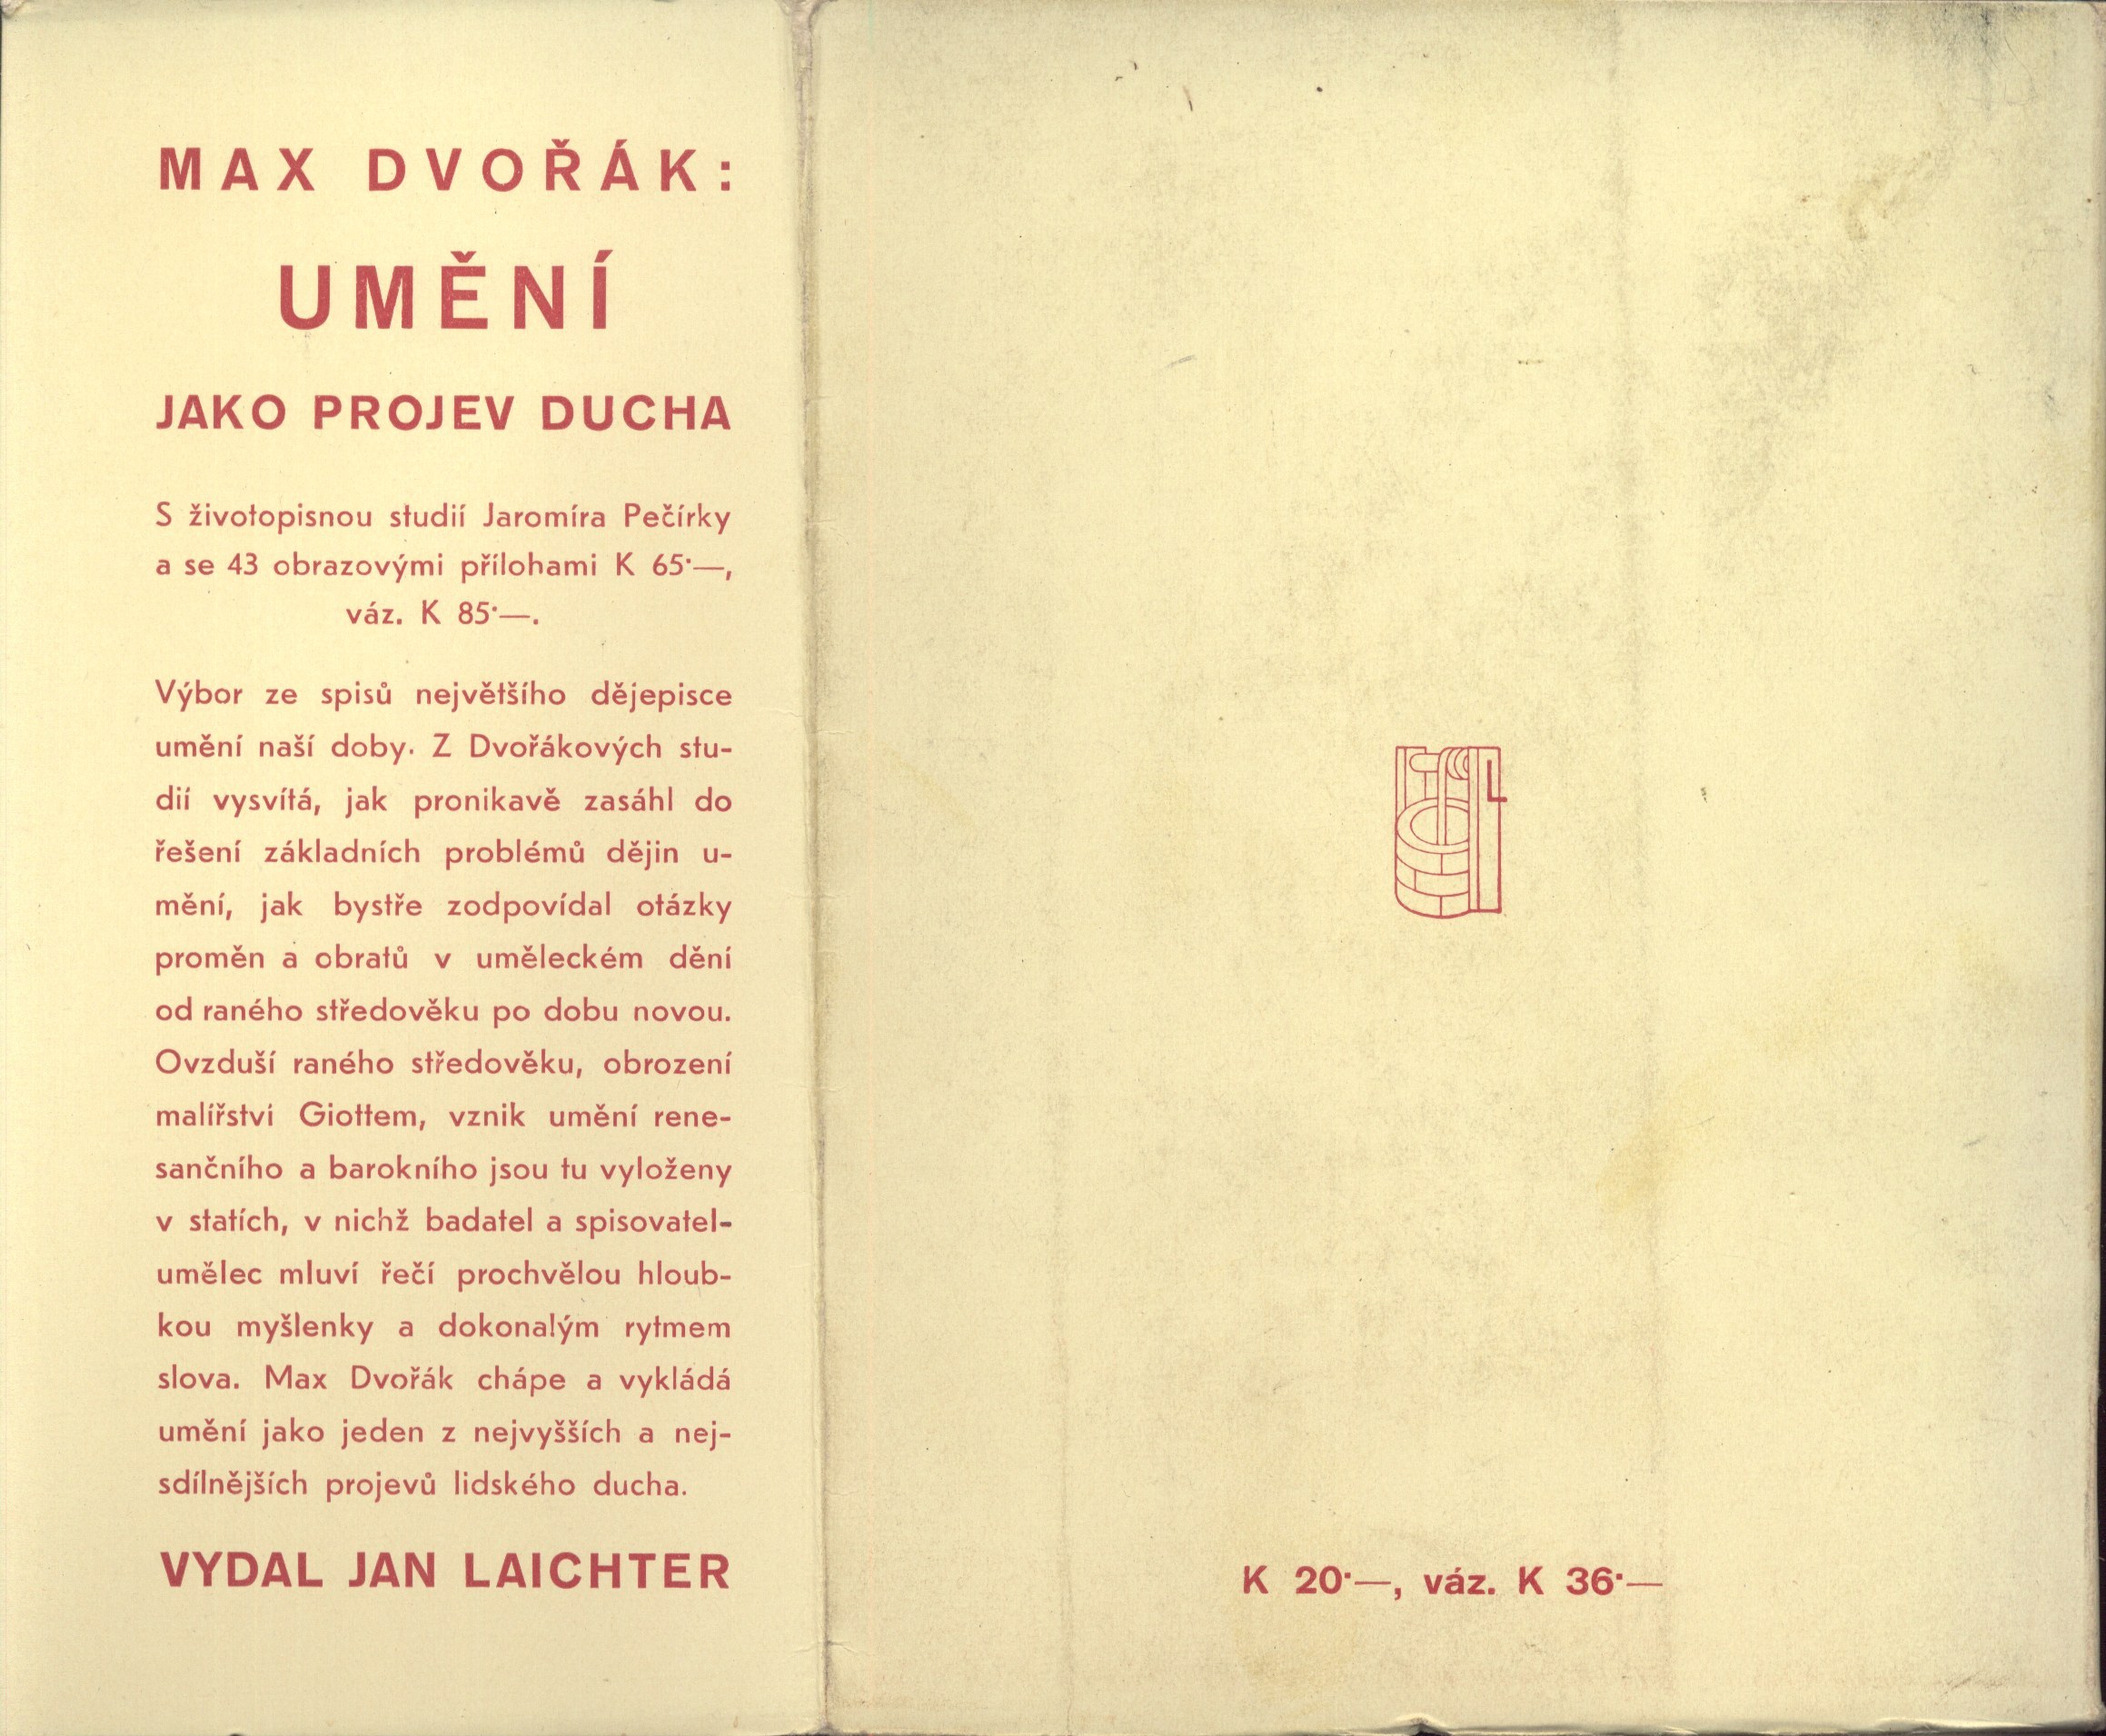 MAX DVOŘÁK:
UMĚNÍ
JAKO PROJEV DUCHA
S životopisnou studií Jaromíra Pečírky
a se 43 obrazovými přílohami K 65·—,
váz. K 85·—.
Výbor ze spisů největšího dějepisce
umění naší doby. Z Dvořákových stu-
dií vysvítá, jak pronikavě zasáhl do
řešení základních problémů dějin u-
mění, jak bystře zodpovídal otázky
proměn a obratů v uměleckém dění
od raného středověku po dobu novou.
Ovzduší raného středověku, obrození
malířství Giottem, vznik umění rene-
sančního a barokního jsou tu vyloženy
v statích, v nichž badatel a spisovatel-
umělec mluví řečí prochvělou hloub-
kou myšlenky a dokonalým rytmem
slova. Max Dvořák chápe a vykládá
umění jako jeden z nejvyšších a nej-
sdílnějších projevů lidského ducha.
VYDAL JAN LAICHTER
L
K 20·—, váz. K 36·—